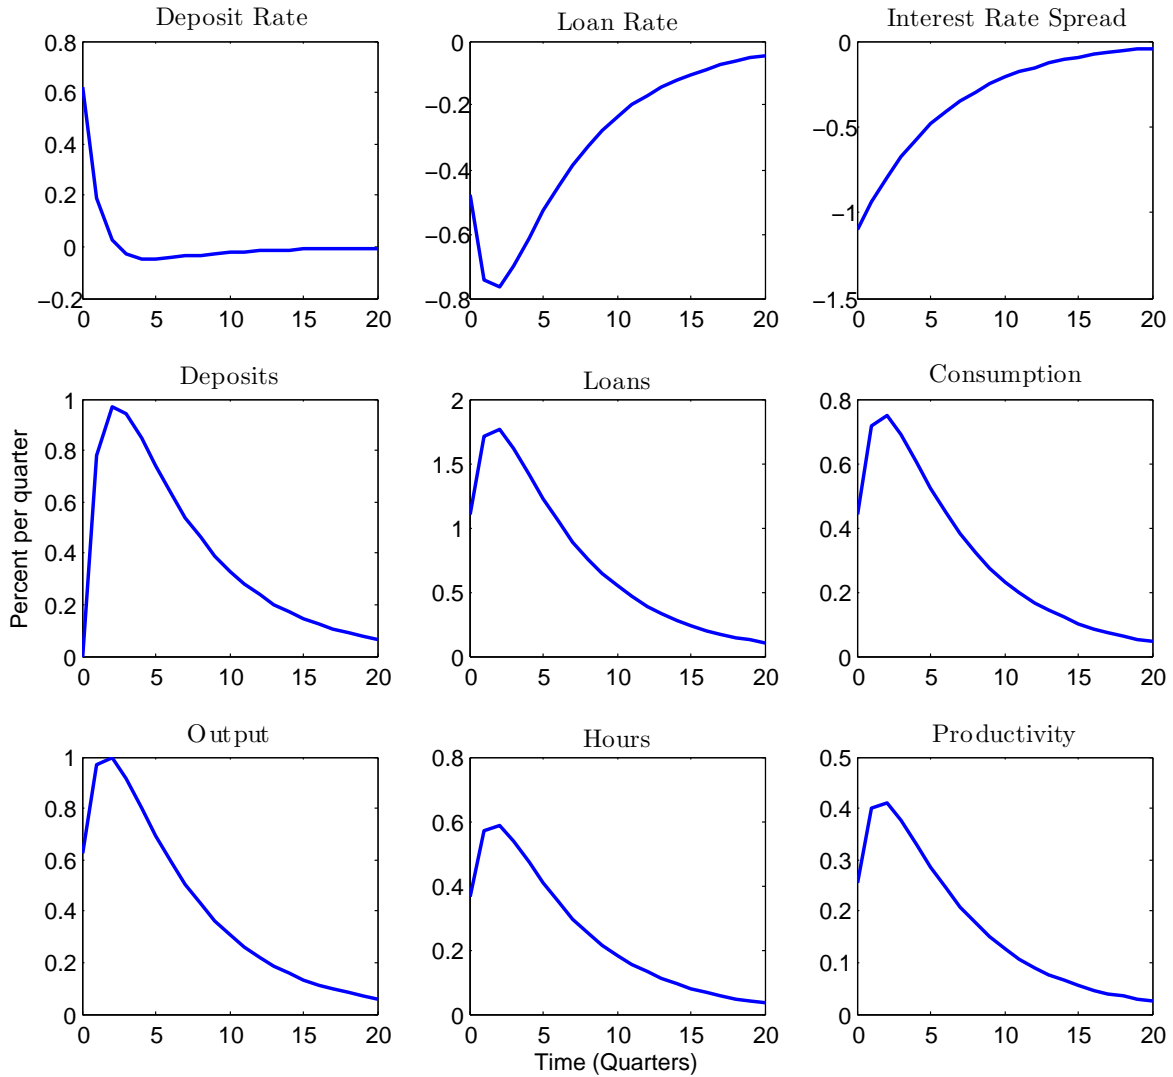 Deposit Rate
Loan Rate
Interest Rate Spread
0.8
0.6
0.4
0.2
0
−0.2
0 5 10 15 20
0
−0.2
−0.4
−0.6
−0.8
0 5 10 15 20
0
−0.5
−1
−1.5
0 5 10 15 20
Deposits
Loans
Consumption
Percent per quarter
1
0.8
0.6
0.4
0.2
0
0 5 10 15 20
2
1.5
1
0.5
0
0 5 10 15 20
0.8
0.6
0.4
0.2
0
0 5 10 15 20
Output
Hours
Productivity
1
0.8
0.6
0.4
0.2
0
0 5 10 15 20
0.8
0.6
0.4
0.2
0
0 5 10 15 20
0.5
0.4
0.3
0.2
0.1
0
0 5 10 15 20
Time (Quarters)